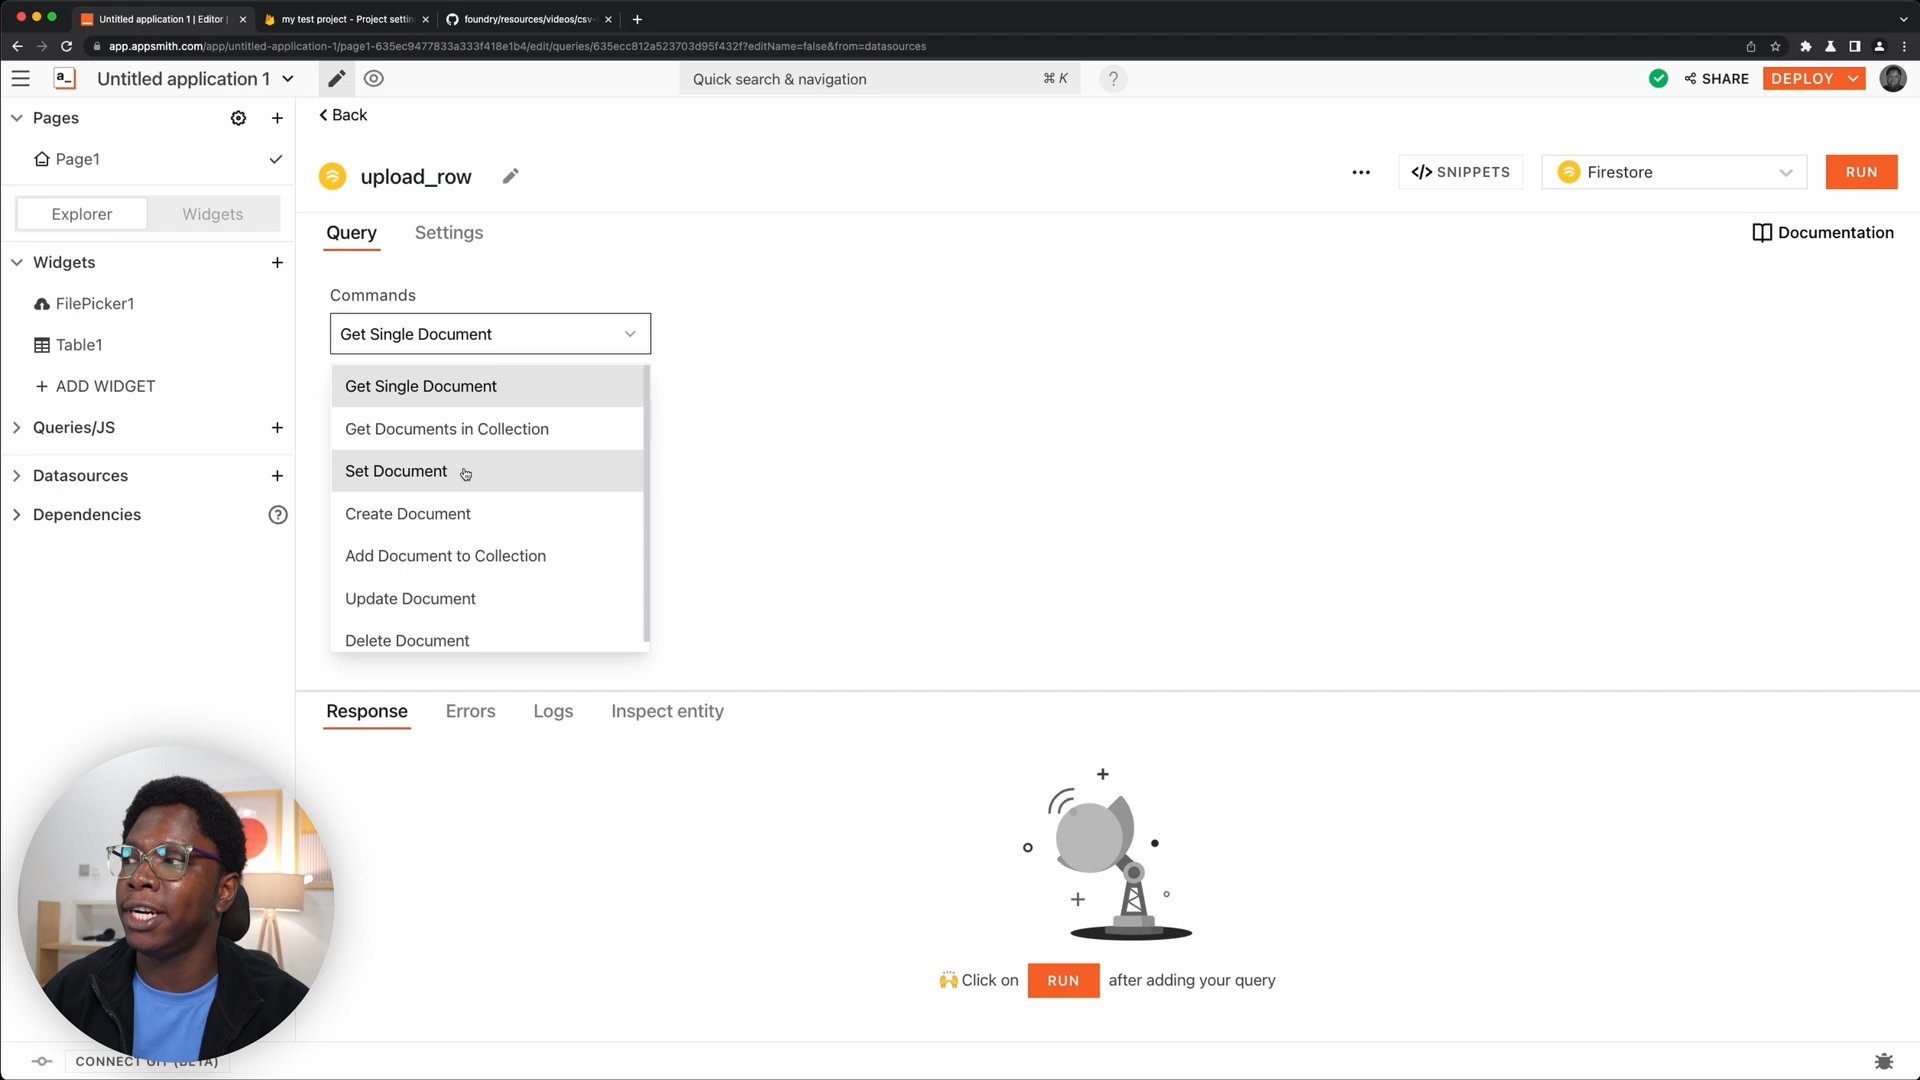 Untitled application 1 | Editor |
my test project - Project settin
foundry/resources/videos/csv-
app.appsmith.com/app/untitled-application-1/page1-635ec9477833a333f418e1b4/edit/queries/635ecc812a523703d95f432f?editName=false&from=datasources
a_
Untitled application 1
Quick search & navigation
⌘ K
?
SHARE
DEPLOY
Pages
Page1
Explorer
Widgets
Widgets
FilePicker1
Table1
ADD WIDGET
Queries/JS
Datasources
Dependencies
?
Back
upload_row
</> SNIPPETS
Firestore
RUN
Query
Settings
Documentation
Commands
Get Single Document
Get Single Document
Get Documents in Collection
Set Document
Create Document
Add Document to Collection
Update Document
Delete Document
Response
Errors
Logs
Inspect entity
🙌 Click on RUN after adding your query
CONNECT GIT (BETA)